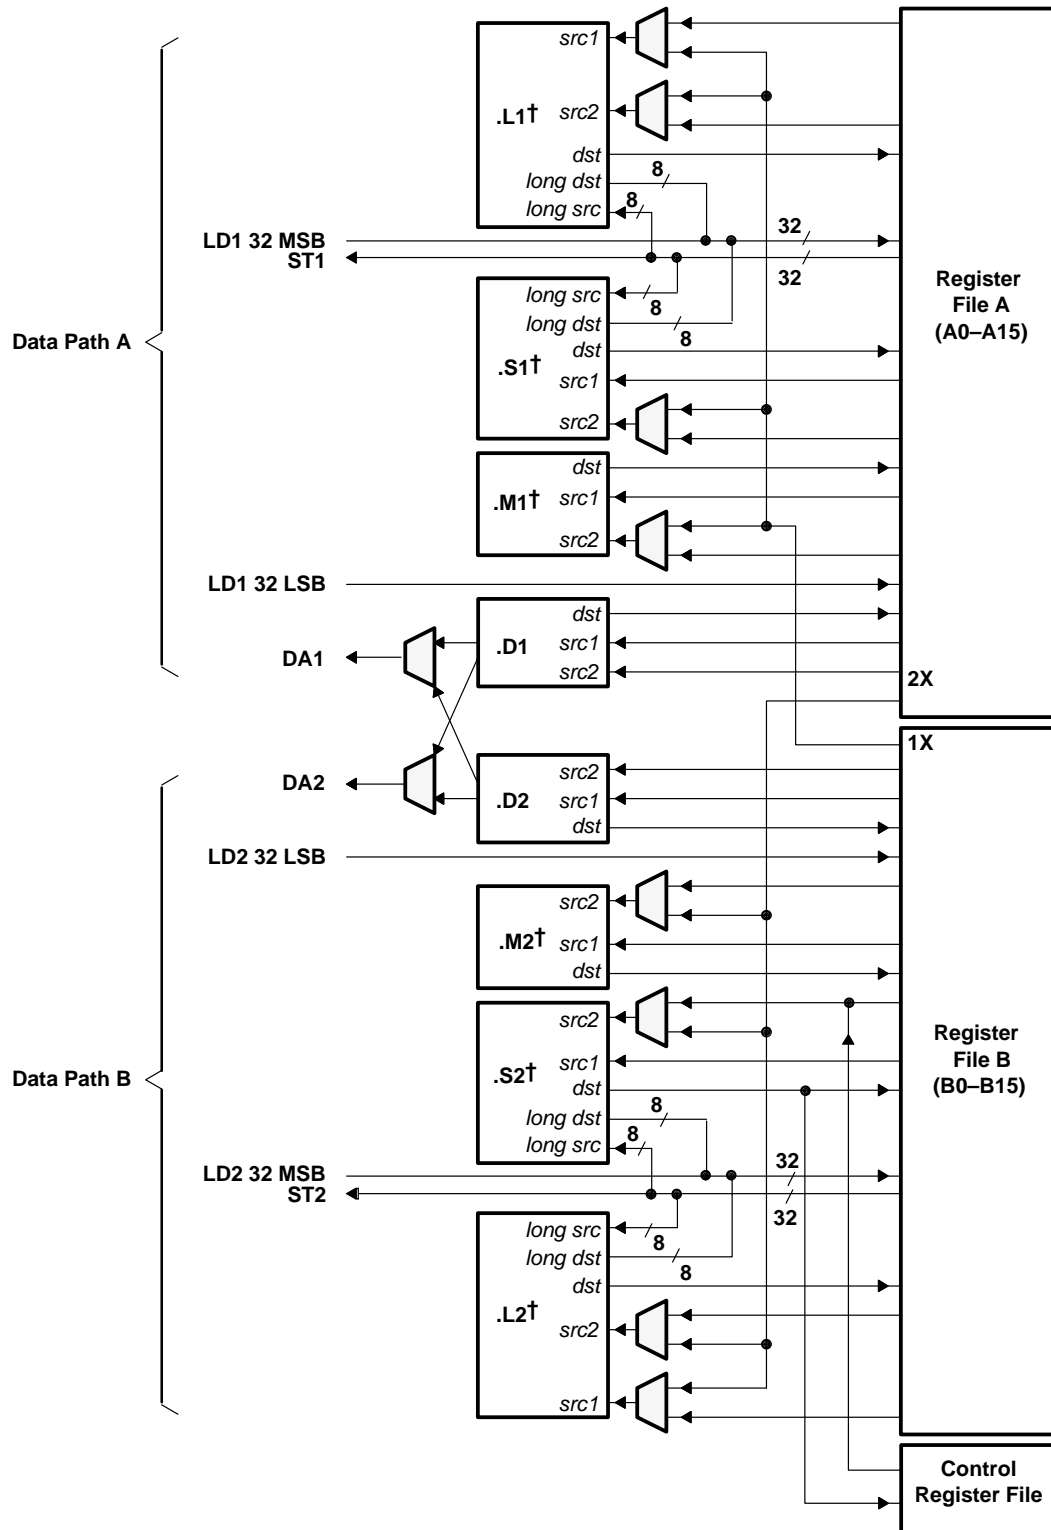 src1
.L1†
src2
dst
8
long dst
8
long src
LD1 32 MSB
32
ST1
32
Register
File A
(A0–A15)
long src
8
long dst
8
dst
Data Path A
.S1†
src1
src2
dst
.M1†
src1
src2
LD1 32 LSB
dst
.D1
src1
DA1
src2
2X
1X
src2
DA2
.D2
src1
dst
LD2 32 LSB
src2
.M2†
src1
dst
src2
Register
File B
(B0–B15)
src1
Data Path B
.S2†
dst
8
long dst
8
long src
LD2 32 MSB
32
ST2
32
long src
8
long dst
8
dst
.L2†
src2
src1
Control
Register File